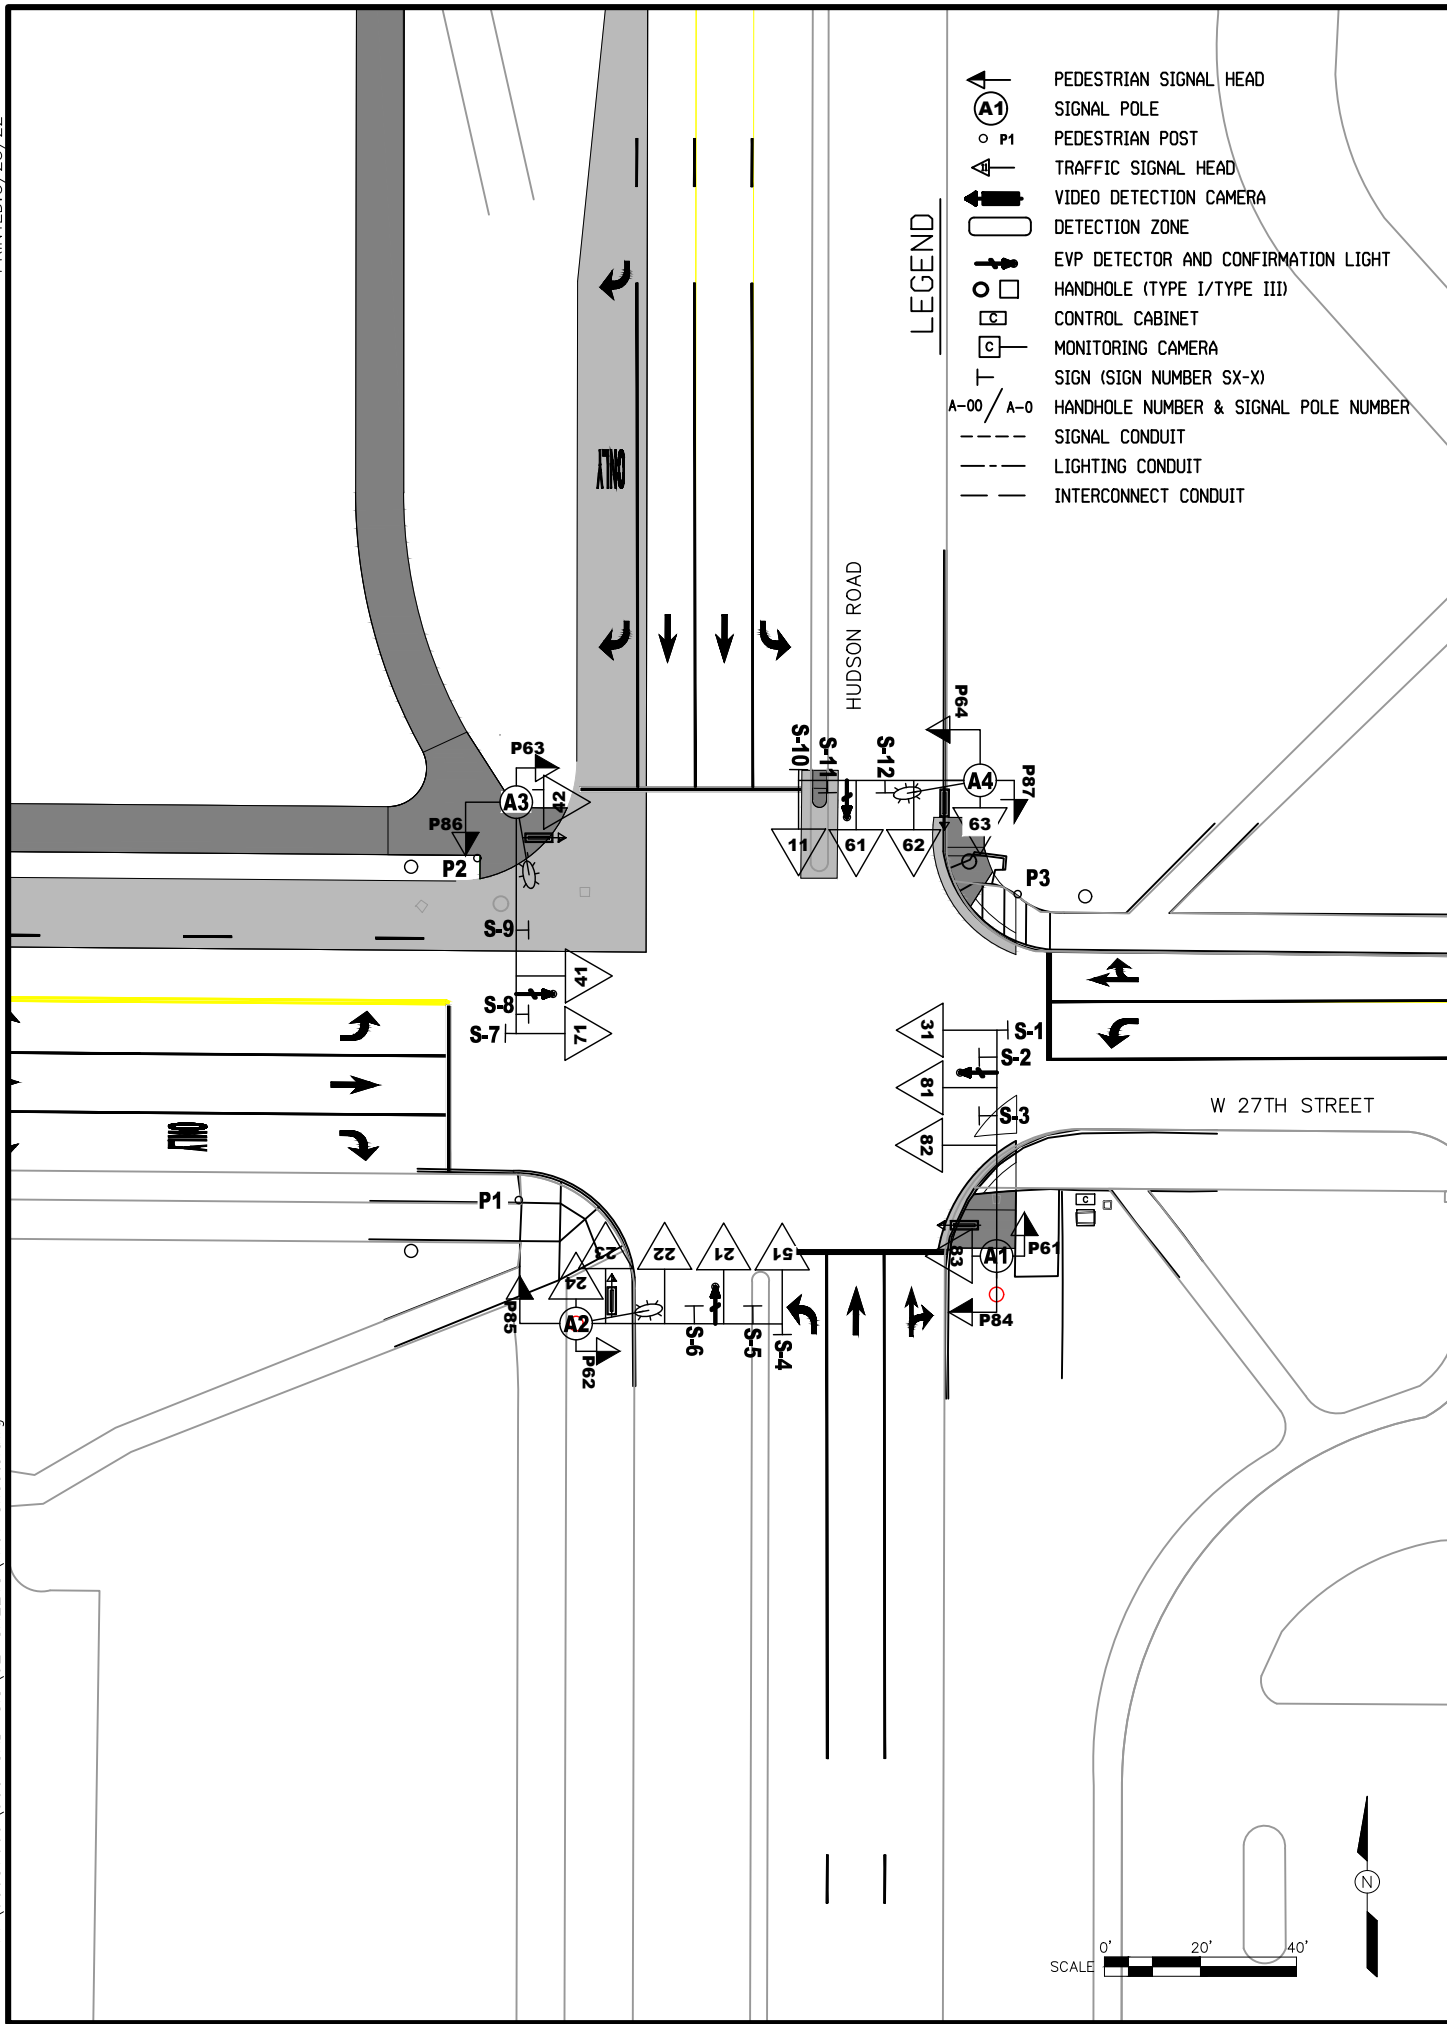 PEDESTRIAN SIGNAL HEAD
A1 SIGNAL POLE
P1 PEDESTRIAN POST
11 TRAFFIC SIGNAL HEAD
VIDEO DETECTION CAMERA
DETECTION ZONE
EVP DETECTOR AND CONFIRMATION LIGHT
HANDHOLE (TYPE I/TYPE III)
C CONTROL CABINET
C MONITORING CAMERA
SIGN (SIGN NUMBER SX-X)
A-00/A-0 HANDHOLE NUMBER & SIGNAL POLE NUMBER
SIGNAL CONDUIT
LIGHTING CONDUIT
INTERCONNECT CONDUIT
LEGEND
ONLY
HUDSON ROAD
P64
P63
S-10
S-11
S-12
A4
P87
A3
42
P86
P2
11
61
62
63
P3
S-9
41
S-8
S-7
71
31
S-1
S-2
81
S-3
82
W 27TH STREET
ONLY
P1
C
23
22
21
51
83
A1
P61
24
P85
A2
P62
S-6
S-5
S-4
P84
N
0' 20' 40'
SCALE